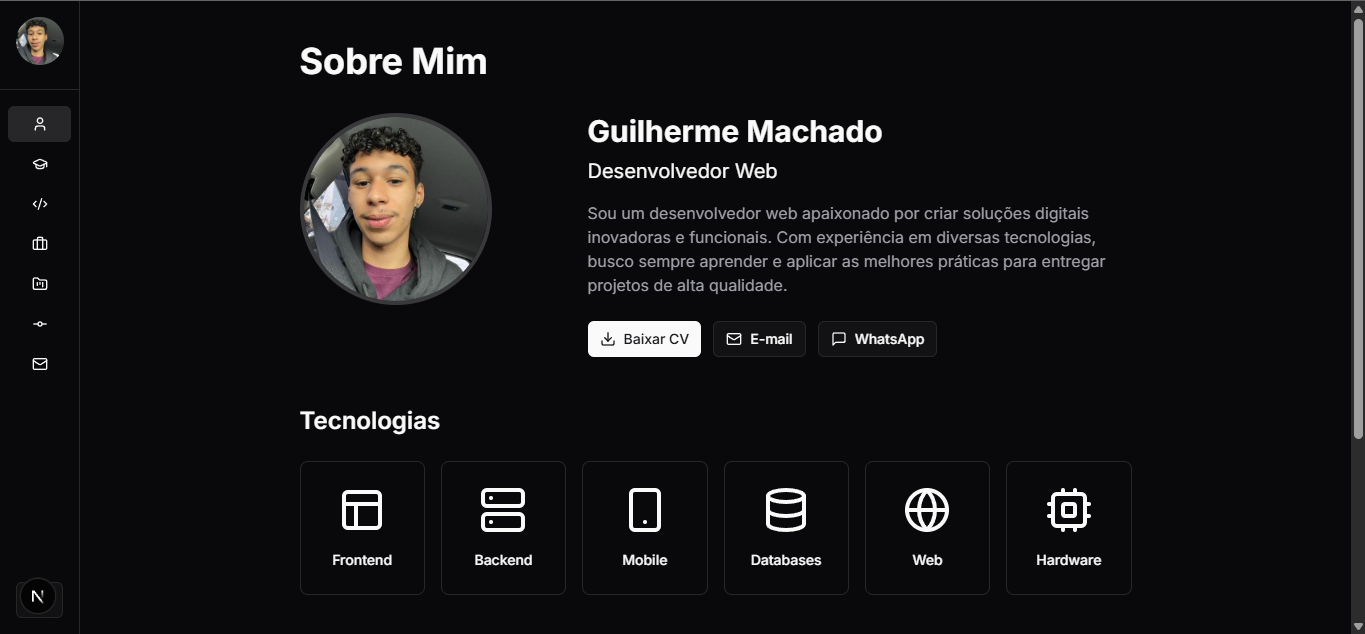 Sobre Mim
Guilherme Machado
Desenvolvedor Web
Sou um desenvolvedor web apaixonado por criar soluções digitais
inovadoras e funcionais. Com experiência em diversas tecnologias,
busco sempre aprender e aplicar as melhores práticas para entregar
projetos de alta qualidade.
Baixar CV E-mail WhatsApp
Tecnologias
Frontend Backend Mobile Databases Web Hardware
N